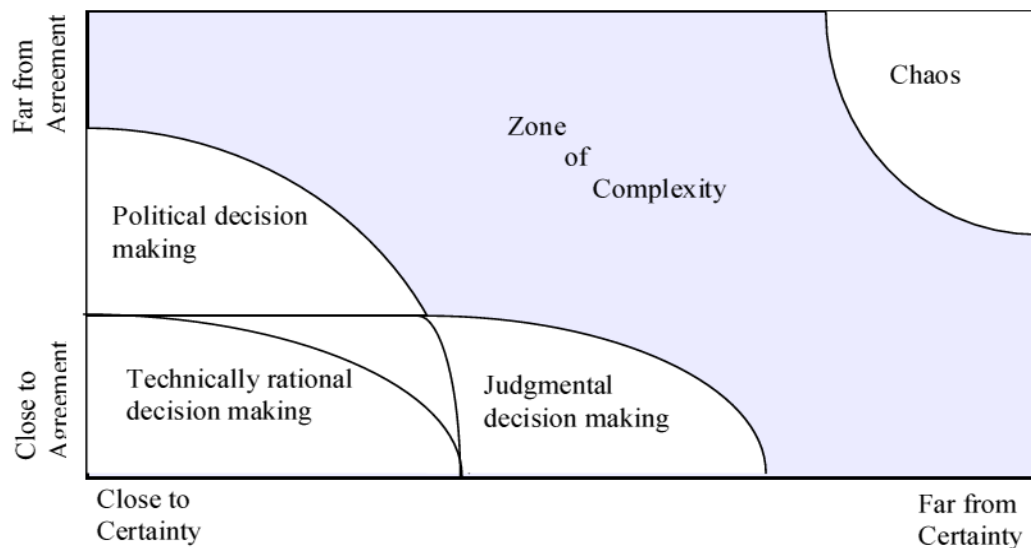 Far from
Agreement
Chaos
Zone
of
Complexity
Political decision
making
Close to
Agreement
Technically rational
decision making
Judgmental
decision making
Close to
Certainty
Far from
Certainty